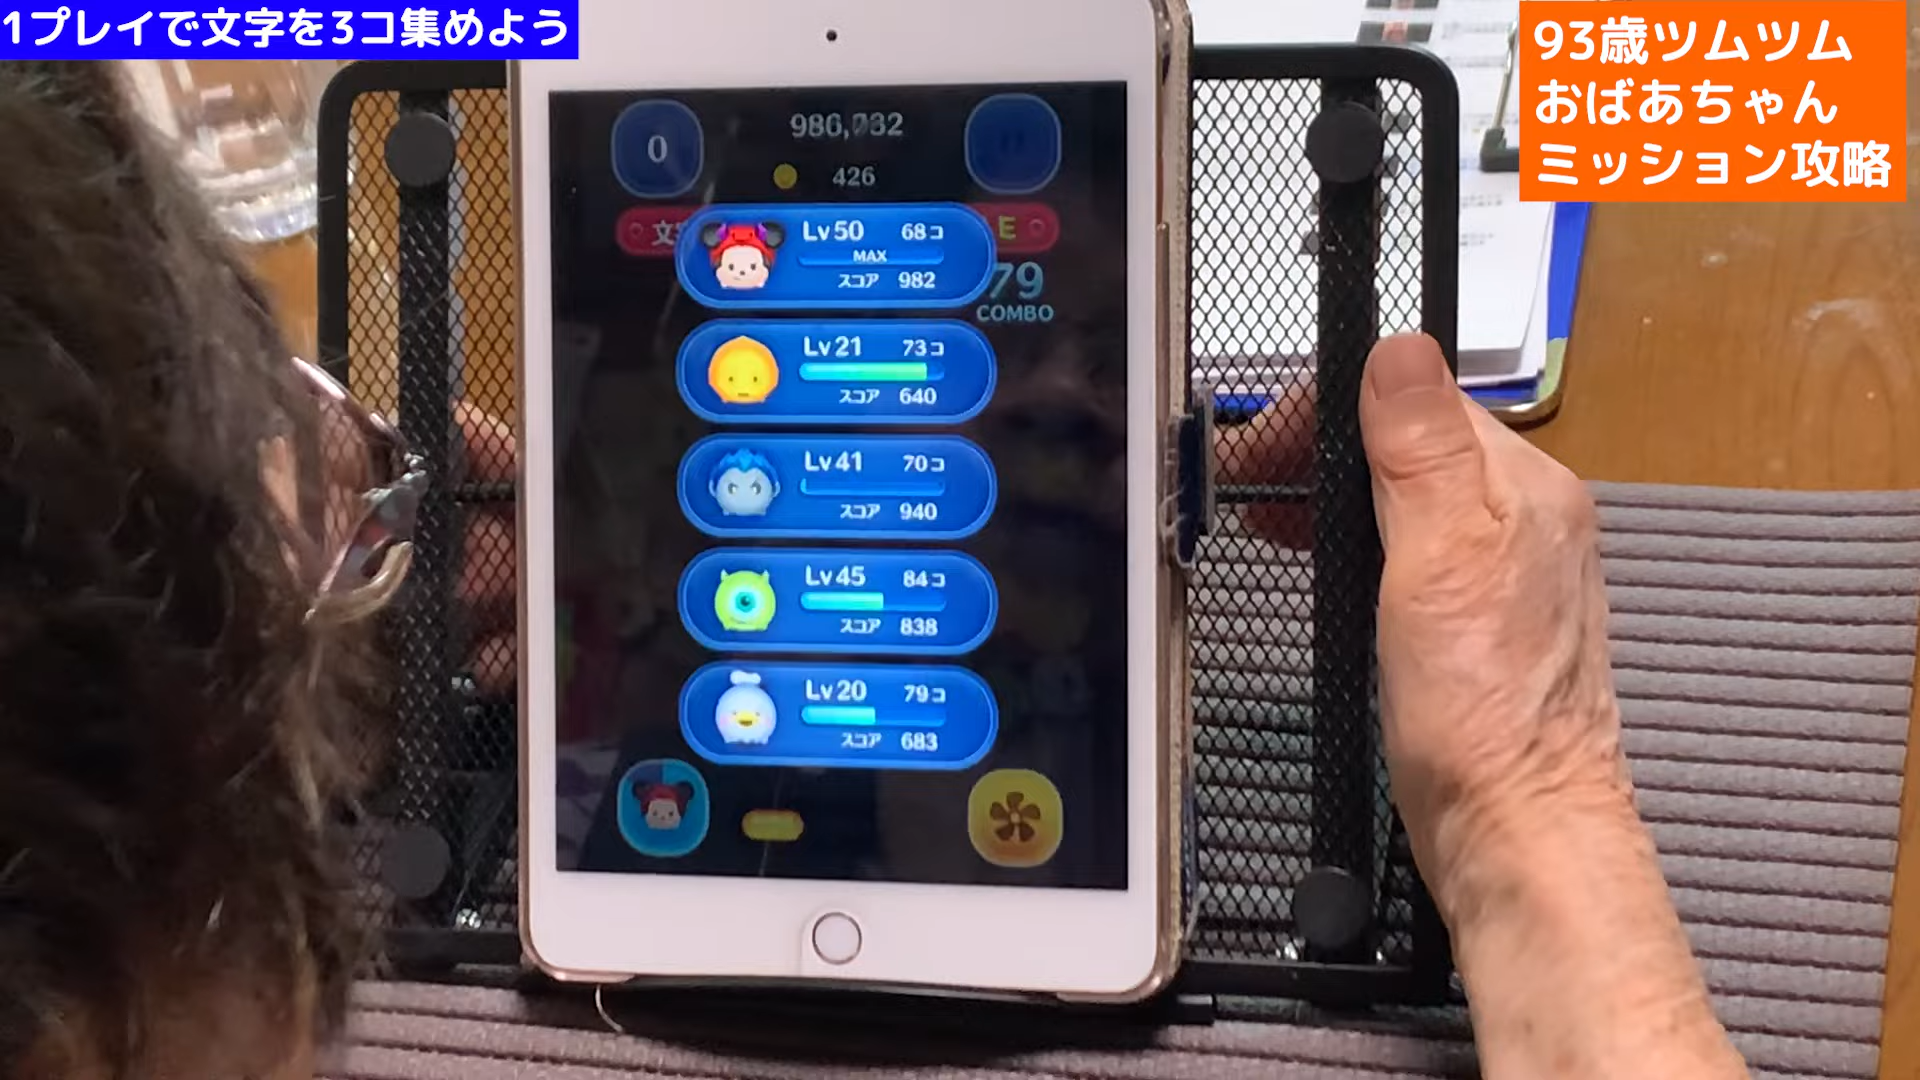 1プレイで文字を3コ集めよう
93歳ツムツム
おばあちゃん
ミッション攻略
0
426
文
E
Lv50 68コ
MAX
スコア 982
79
COMBO
Lv21 73コ
スコア 640
Lv41 70コ
スコア 940
Lv45 84コ
スコア 838
Lv20 79コ
スコア 683